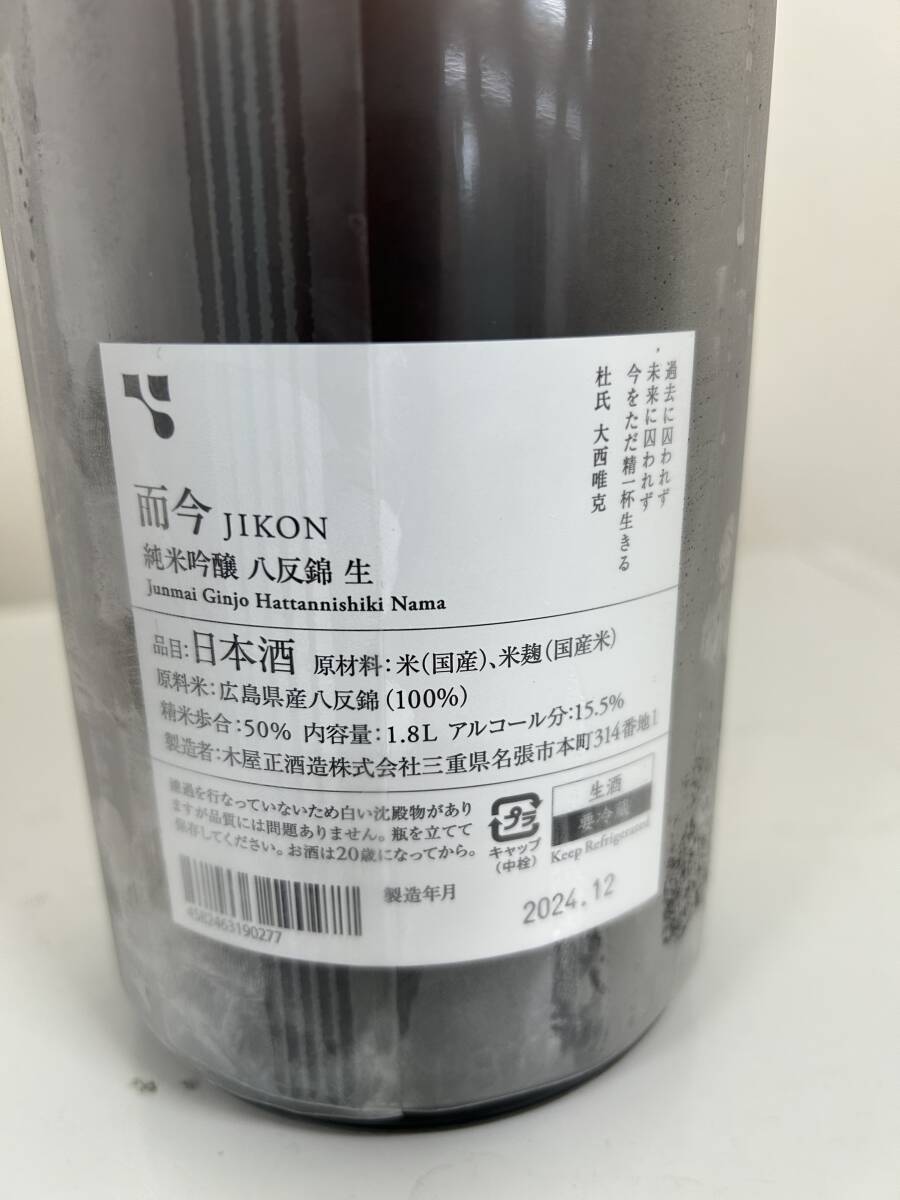 過去に囚われず
未来に囚われず
今をただ精一杯生きる
杜氏 大西唯克
而今 JIKON
純米吟醸 八反錦 生
Junmai Ginjo Hattannishiki Nama
品目:日本酒 原材料:米(国産)、米麹(国産米)
原料米:広島県産八反錦(100%)
精米歩合:50% 内容量:1.8L アルコール分:15.5%
製造者:木屋正酒造株式会社三重県名張市本町314番地1
濾過を行なっていないため白い沈殿物があり
ますが品質には問題ありません。瓶を立てて
保存してください。お酒は20歳になってから。
プラ
キャップ
(中栓)
生酒
要冷蔵
Keep Refrigerated
4582463190277
製造年月
2024.12